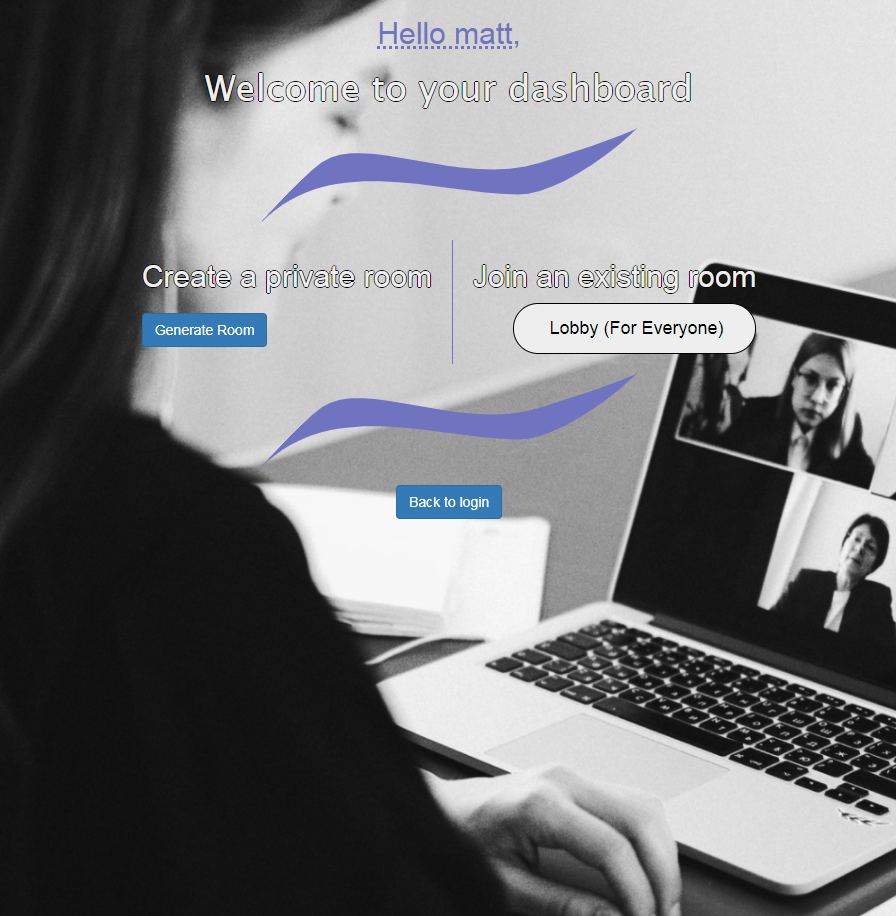 Hello matt,
Welcome to your dashboard
Create a private room
Join an existing room
Generate Room
Lobby (For Everyone)
Back to login